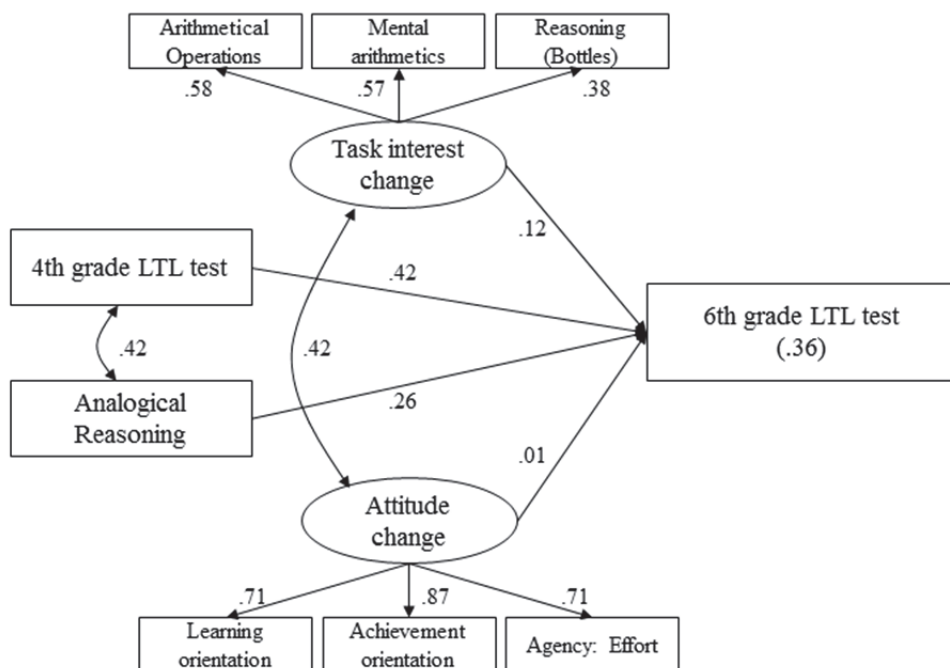 Arithmetical
Operations
Mental
arithmetics
Reasoning
(Bottles)
.58
.57
.38
Task interest
change
.12
4th grade LTL test
.42
6th grade LTL test
(.36)
.42
.42
Analogical
Reasoning
.26
.01
Attitude
change
.71
.87
.71
Learning
orientation
Achievement
orientation
Agency: Effort